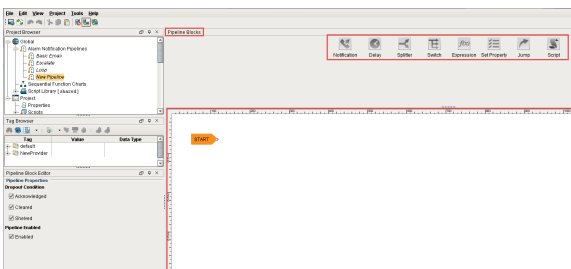 File Edit View Project Tools Help
Project Browser
Global
Alarm Notification Pipelines
Basic Email
Escalate
Loop
New Pipeline
Sequential Function Charts
Script Library [shared]
Project
Properties
Scripts
Tag Browser
Tag Value Data Type
default
NewProvider
Pipeline Block Editor
Pipeline Properties
Dropout Condition
Acknowledged
Cleared
Shelved
Pipeline Enabled
Enabled
Pipeline Blocks
Notification Delay Splitter Switch Expression Set Property Jump Script
f(x)
START